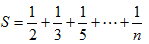 S = 1/2 + 1/3 + 1/5 + ⋯ + 1/n